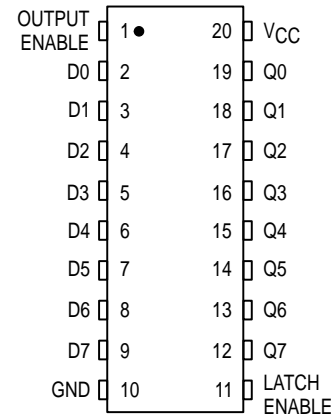 OUTPUT
ENABLE 1 20 VCC
D0 2 19 Q0
D1 3 18 Q1
D2 4 17 Q2
D3 5 16 Q3
D4 6 15 Q4
D5 7 14 Q5
D6 8 13 Q6
D7 9 12 Q7
GND 10 11 LATCH
ENABLE